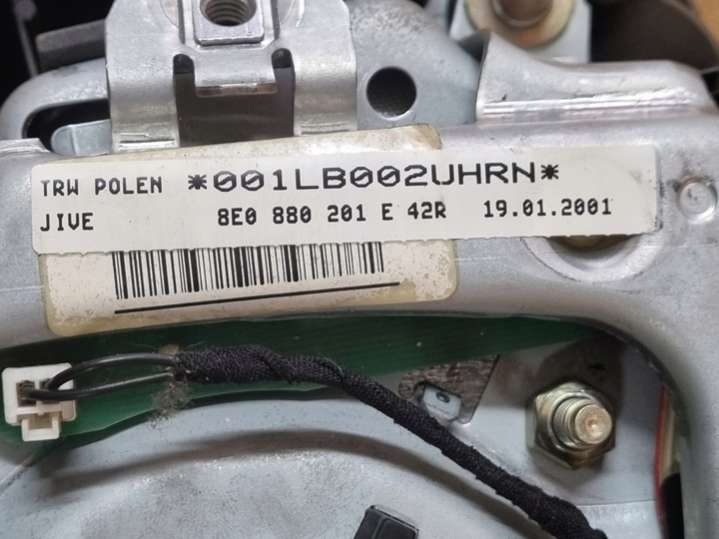 TRW POLEN *001LB002UHRN*
JIVE 8E0 880 201 E 42R 19.01.2001